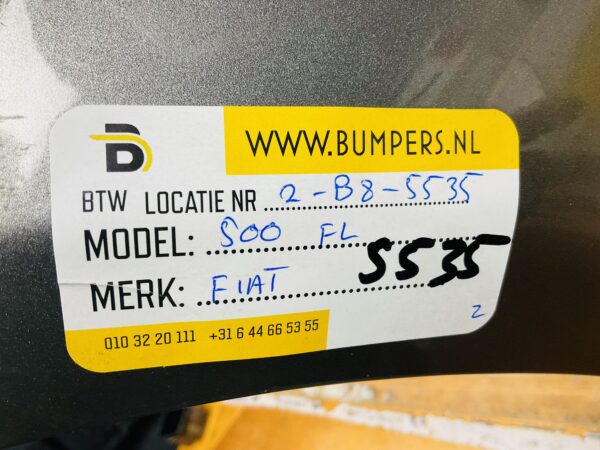 B
WWW.BUMPERS.NL
BTW LOCATIE NR 2-B8-5535
MODEL: 500 FL
MERK: FIAT 5535
010 32 20 111 +31 6 44 66 53 55
2